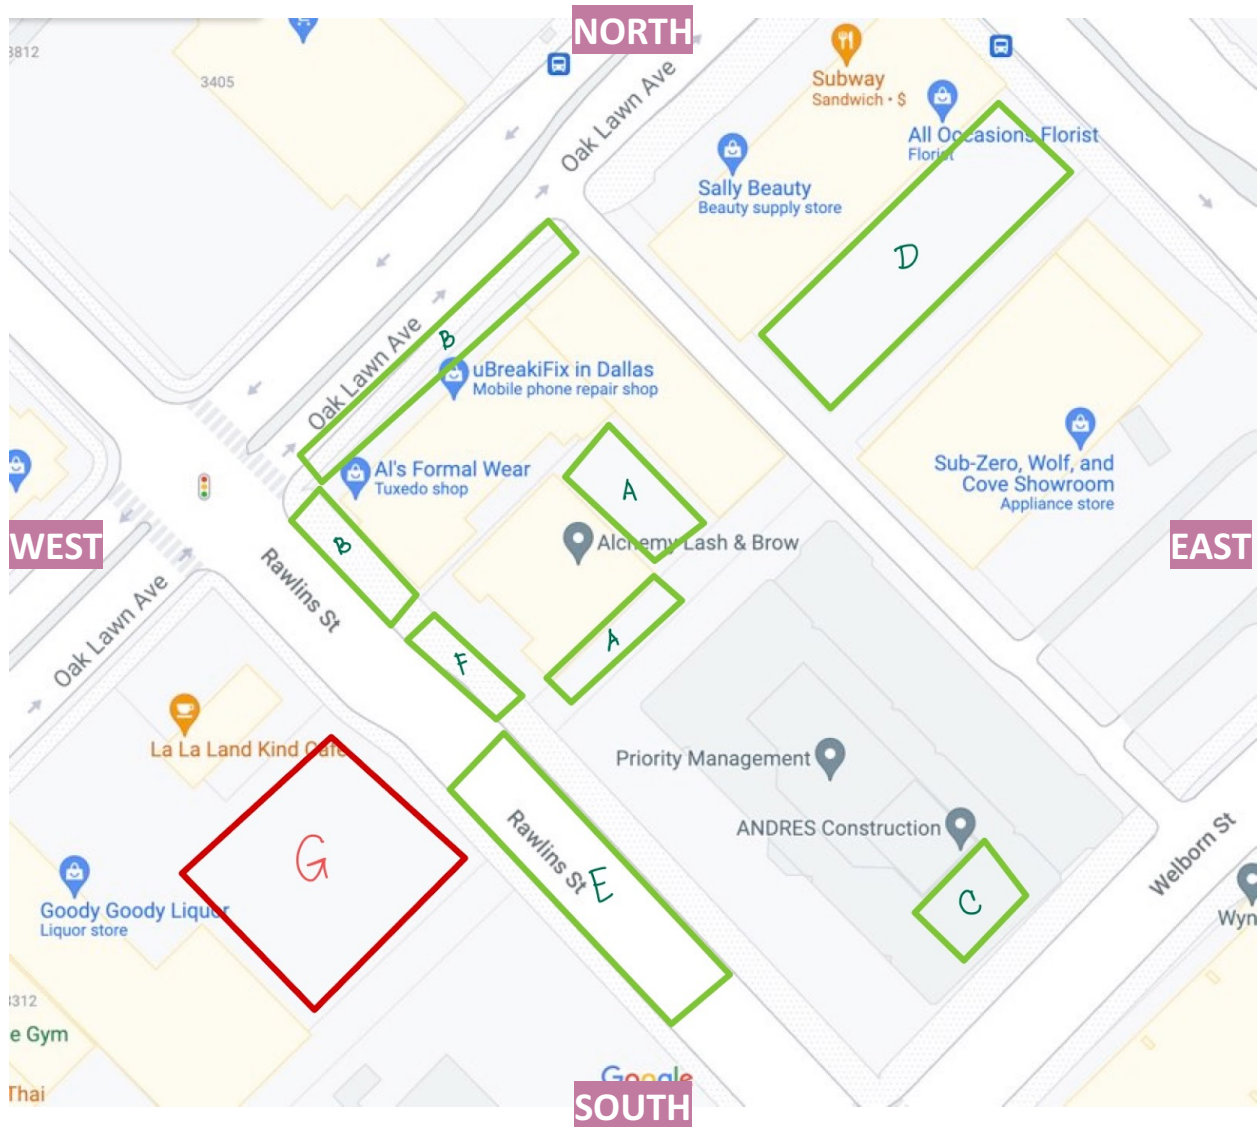 NORTH
3812
3405
Oak Lawn Ave
Subway
Sandwich • $
All Occasions Florist
Florist
Sally Beauty
Beauty supply store
D
B
Oak Lawn Ave
uBreakiFix in Dallas
Mobile phone repair shop
Al's Formal Wear
Tuxedo shop
A
Sub-Zero, Wolf, and
Cove Showroom
Appliance store
WEST
EAST
B
Alchemy Lash & Brow
Rawlins St
Oak Lawn Ave
A
F
La La Land Kind Cafe
Priority Management
ANDRES Construction
Rawlins St
E
G
C
Welborn St
Goody Goody Liquor
Liquor store
Wyn
3312
e Gym
Thai
Google
SOUTH